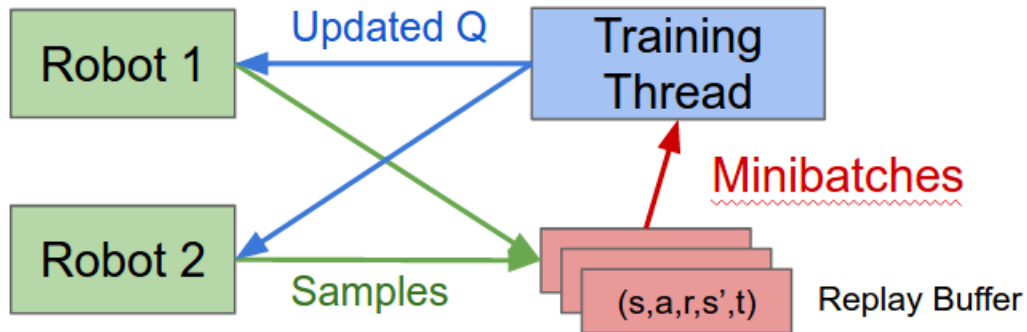 Robot 1
Updated Q
Training
Thread
Minibatches
Robot 2
Samples
(s,a,r,s’,t)
Replay Buffer